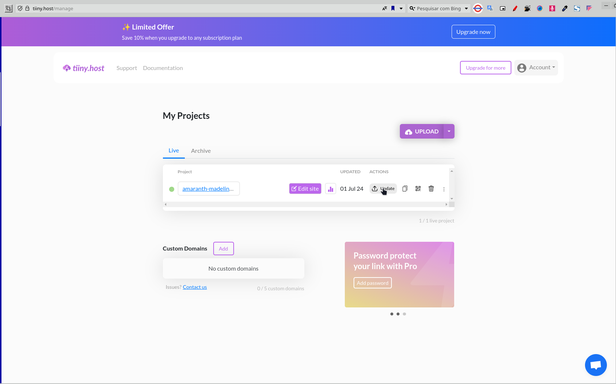 tiiny.host/manage
Pesquisar com Bing
✨ Limited Offer
Save 10% when you upgrade to any subscription plan
Upgrade now
tiiny.host
Support
Documentation
Upgrade for more
Account
My Projects
UPLOAD
Live
Archive
Project
UPDATED
ACTIONS
amaranth-madelin...
Edit site
01 Jul 24
Update
1 / 1 live project
Custom Domains
Add
No custom domains
Issues? Contact us
0 / 5 custom domains
Password protect
your link with Pro
Add password